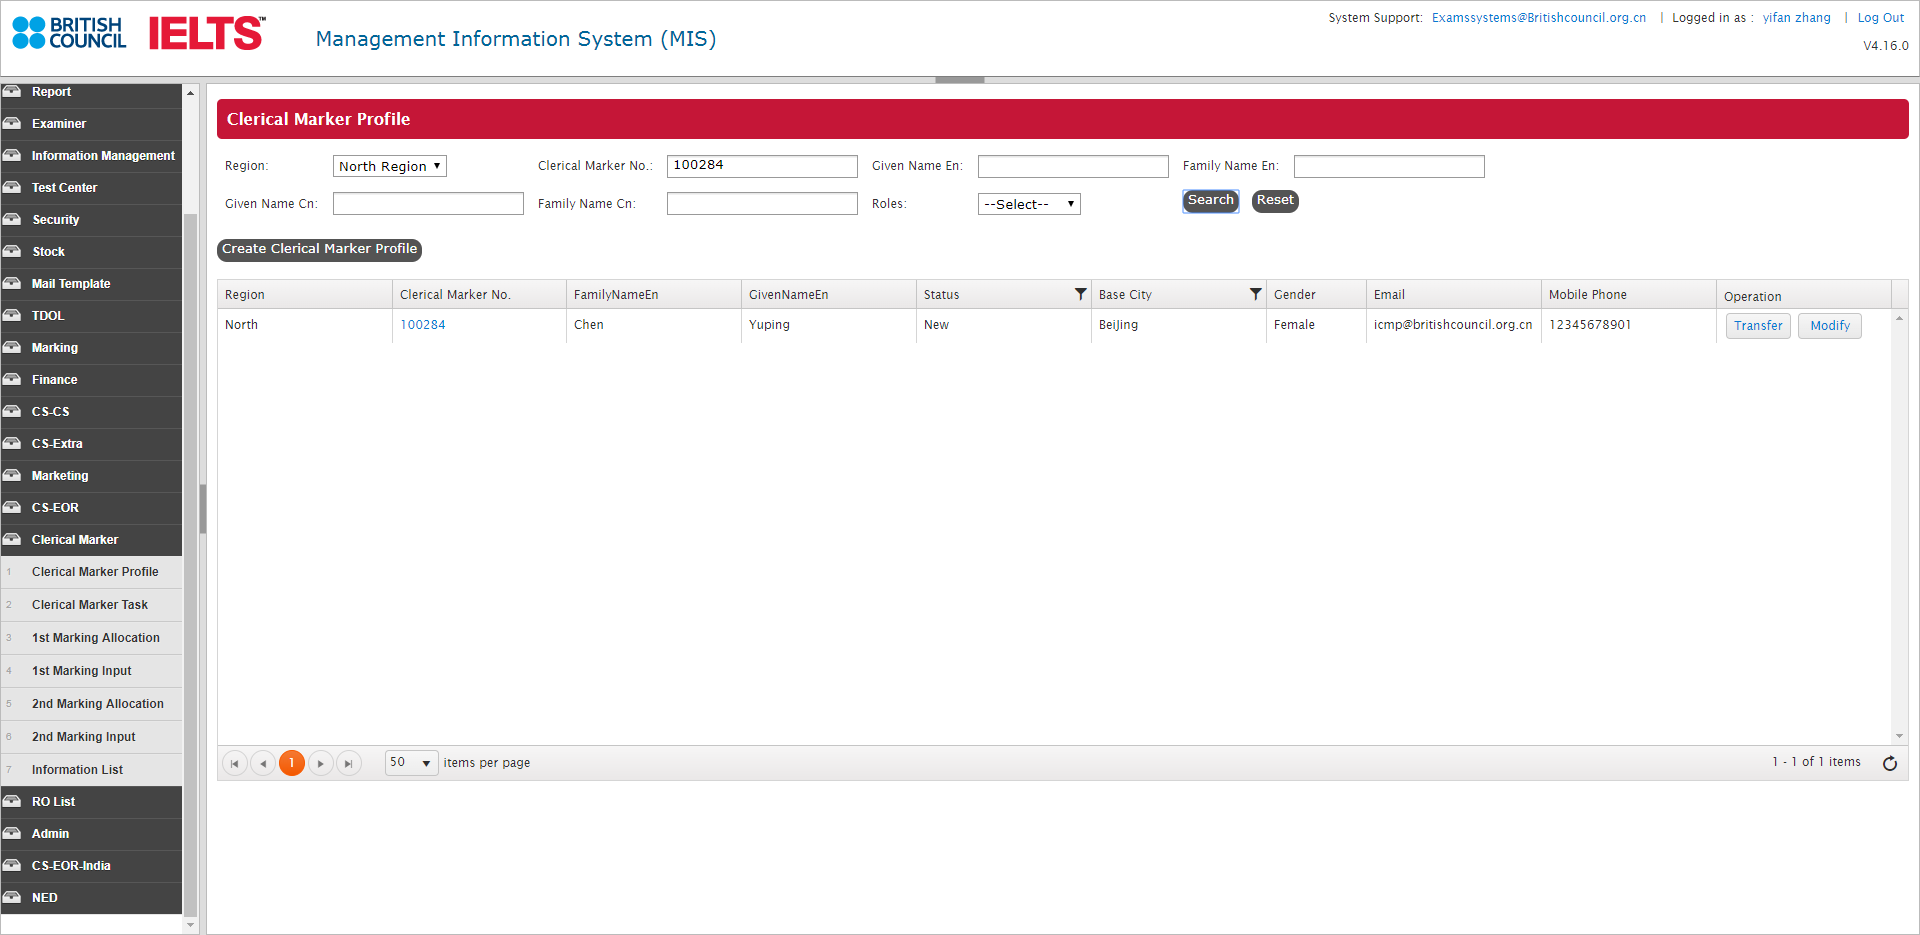 BRITISH COUNCIL
IELTS™
Management Information System (MIS)
System Support: Examssystems@Britishcouncil.org.cn | Logged in as : yifan zhang | Log Out
V4.16.0
Report
Examiner
Information Management
Test Center
Security
Stock
Mail Template
TDOL
Marking
Finance
CS-CS
CS-Extra
Marketing
CS-EOR
Clerical Marker
1 Clerical Marker Profile
2 Clerical Marker Task
3 1st Marking Allocation
4 1st Marking Input
5 2nd Marking Allocation
6 2nd Marking Input
7 Information List
RO List
Admin
CS-EOR-India
NED
Clerical Marker Profile
Region: North Region Clerical Marker No.: 100284 Given Name En: Family Name En:
Given Name Cn: Family Name Cn: Roles: --Select-- Search Reset
Create Clerical Marker Profile
Region Clerical Marker No. FamilyNameEn GivenNameEn Status Base City Gender Email Mobile Phone Operation
North 100284 Chen Yuping New BeiJing Female icmp@britishcouncil.org.cn 12345678901 Transfer Modify
1 50 items per page 1 - 1 of 1 items